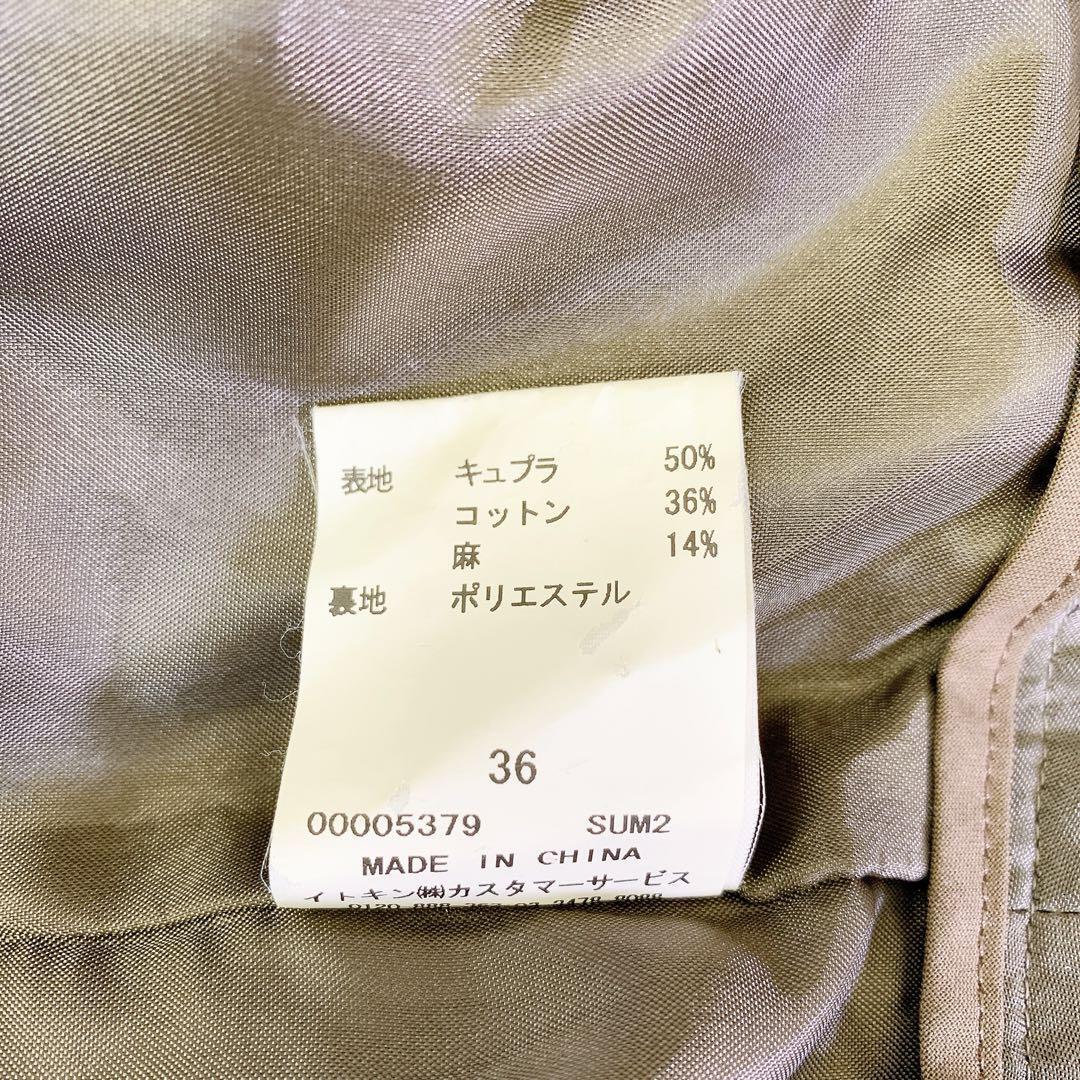 表地 キュプラ 50%
コットン 36%
麻 14%
裏地 ポリエステル
36
00005379 SUM2
MADE IN CHINA
イトキン㈱カスタマーサービス